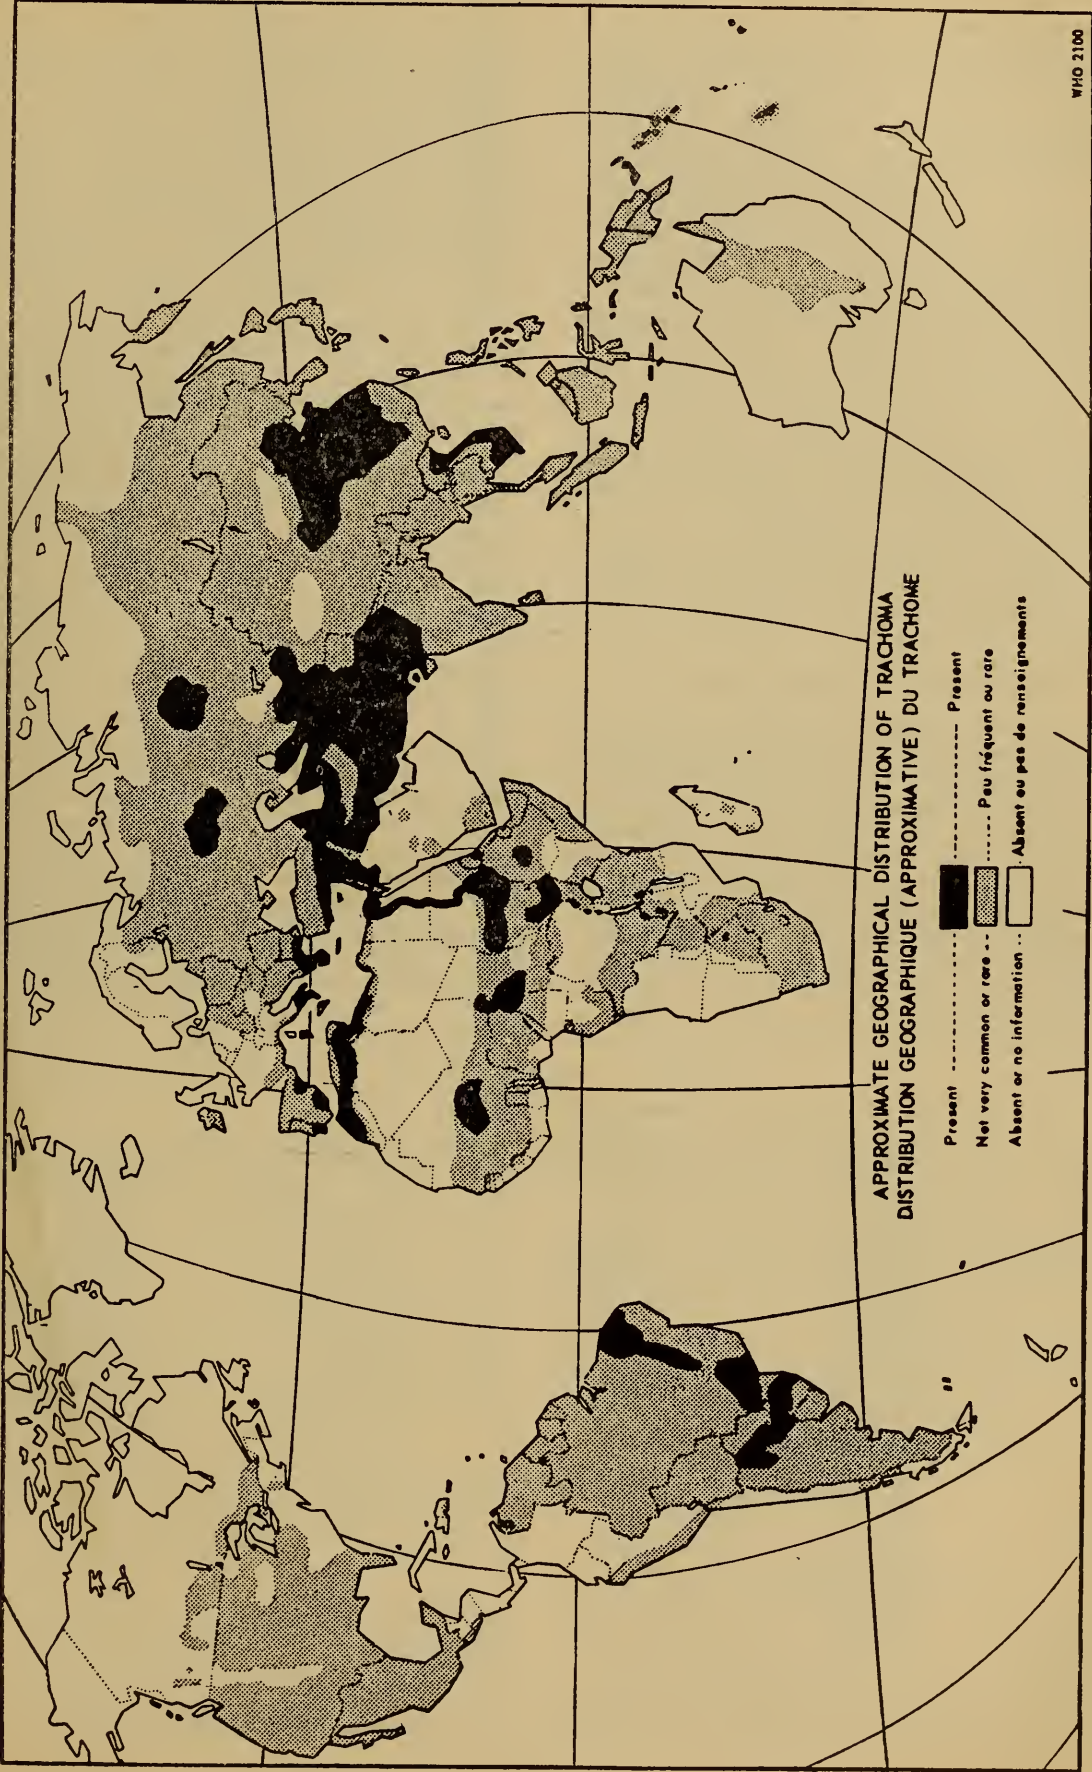 WHO 2100
APPROXIMATE GEOGRAPHICAL DISTRIBUTION OF TRACHOMA
DISTRIBUTION GEOGRAPHIQUE (APPROXIMATIVE) DU TRACHOME
Present ------------ Present
Not very common or rare --- Peu fréquent ou rare
Absent or no information --- Absent ou pas de renseignements